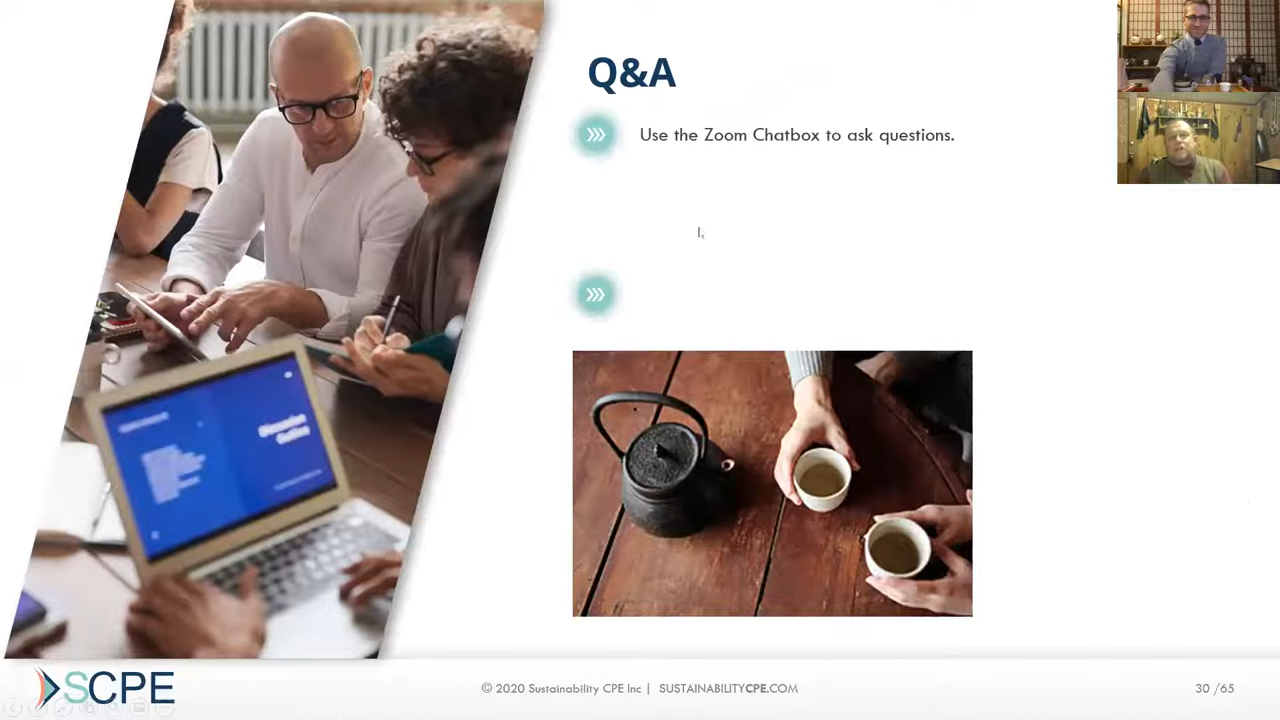 Q&A
Use the Zoom Chatbox to ask questions.
SCPE
© 2020 Sustainability CPE Inc | SUSTAINABILITYCPE.COM
30 /65